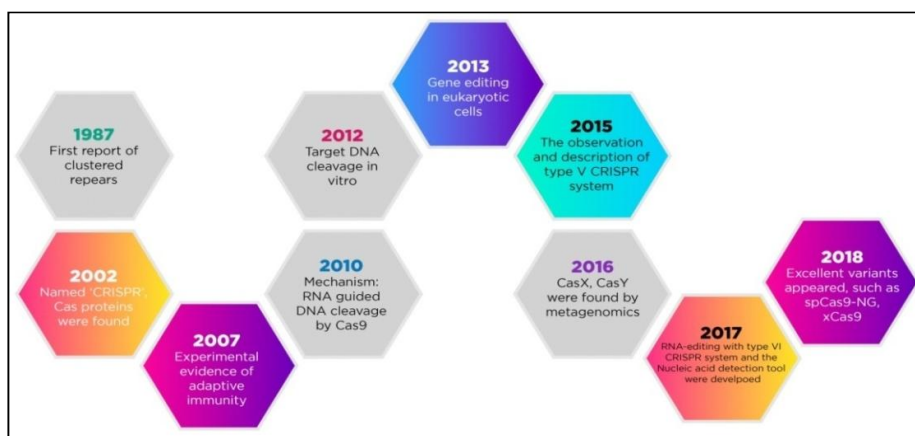 1987
First report of
clustered
repears
2002
Named 'CRISPR',
Cas proteins
were found
2007
Experimental
evidence of
adaptive
immunity
2010
Mechanism:
RNA guided
DNA cleavage
by Cas9
2012
Target DNA
cleavage in
vitro
2013
Gene editing
in eukaryotic
cells
2015
The observation
and description of
type V CRISPR
system
2016
CasX, CasY
were found by
metagenomics
2017
RNA-editing with type VI
CRISPR system and the
Nucleic acid detection tool
were develpoed
2018
Excellent variants
appeared, such as
spCas9-NG,
xCas9